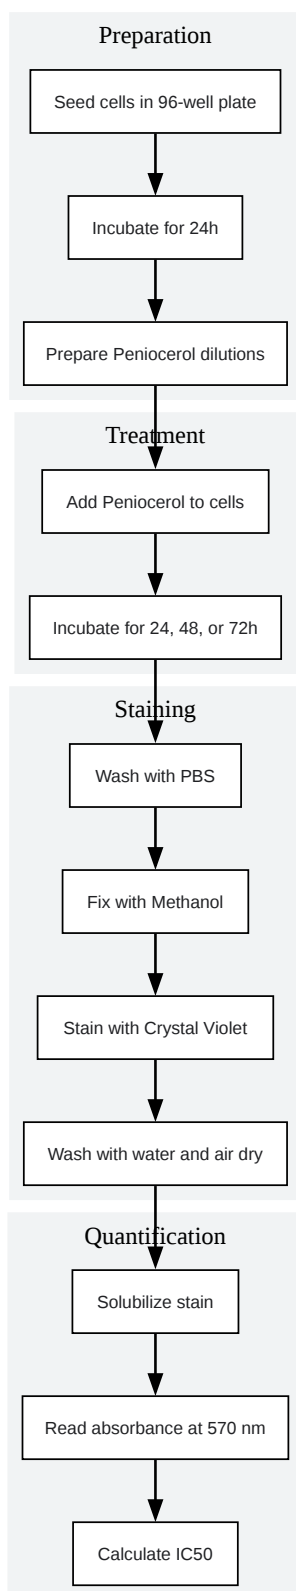 Preparation
Seed cells in 96-well plate
Incubate for 24h
Prepare Peniocerol dilutions
Treatment
Add Peniocerol to cells
Incubate for 24, 48, or 72h
Staining
Wash with PBS
Fix with Methanol
Stain with Crystal Violet
Wash with water and air dry
Quantification
Solubilize stain
Read absorbance at 570 nm
Calculate IC50